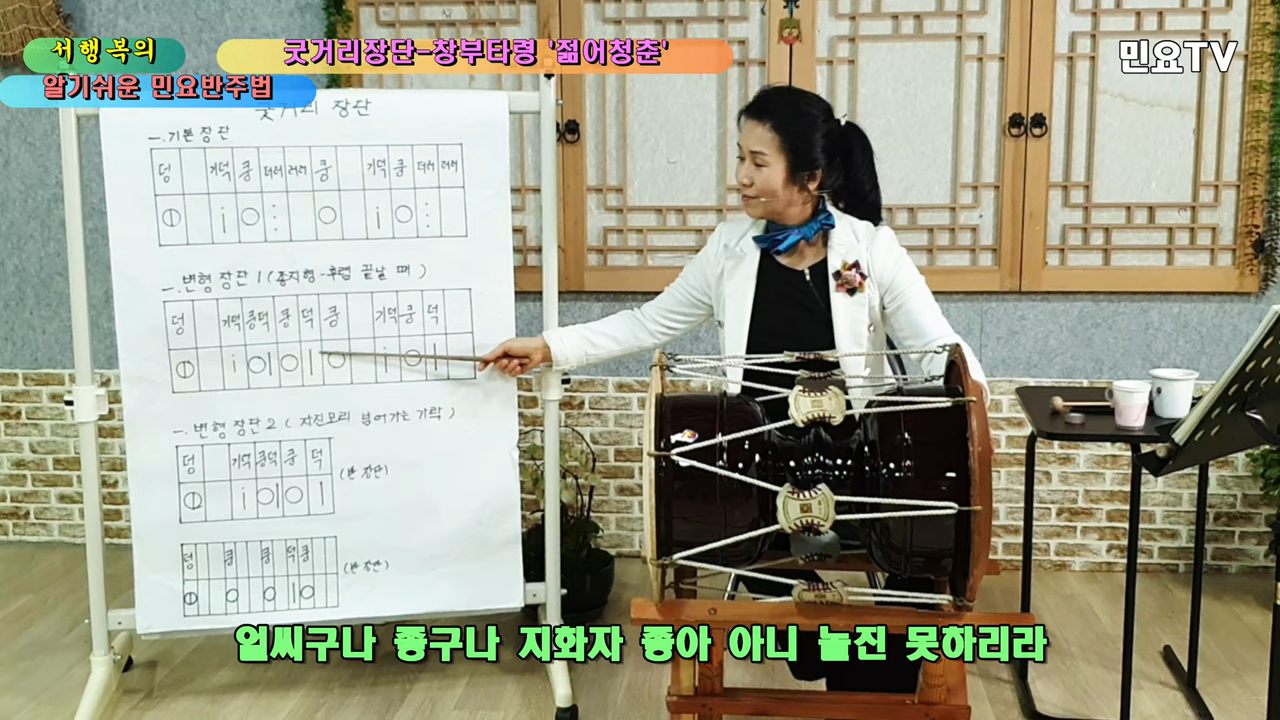 서행복의
굿거리장단-창부타령 '젊어청춘'
민요TV
알기쉬운 민요반주법
굿거리 장단
一. 기본 장단
덩 기덕 쿵 더러 러러 쿵 기덕 쿵 더러 러러
一. 변형 장단 1 (종지형-후렴 끝날 때)
덩 기덕 쿵덕 쿵 덕 쿵 기덕 쿵 덕
一. 변형 장단 2 (자진모리 넘어가는 가락)
덩 기덕 쿵덕 쿵 덕
(반 장단)
덩 쿵 쿵 덕쿵
(반 장단)
얼씨구나 죻구나 지화자 죻아 아니 놀진 못하리라